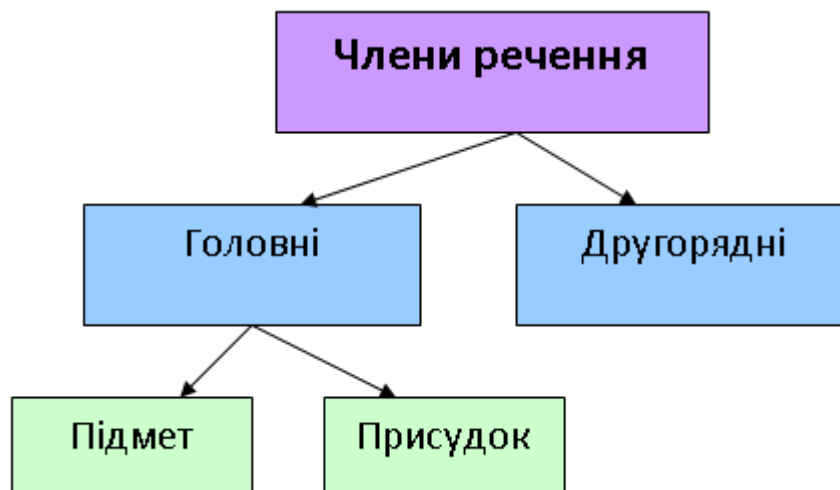 Члени речення
Головні
Другорядні
Підмет
Присудок